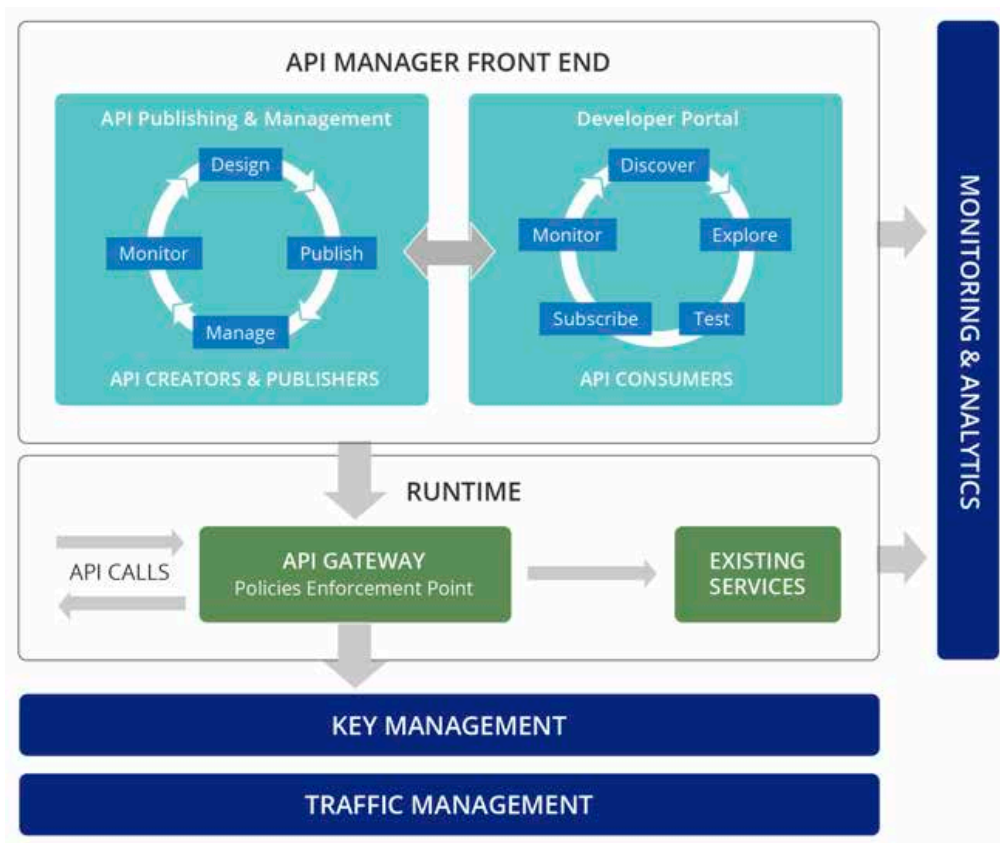 API MANAGER FRONT END
API Publishing & Management
Design
Monitor
Publish
Manage
API CREATORS & PUBLISHERS
Developer Portal
Discover
Monitor
Explore
Subscribe
Test
API CONSUMERS
MONITORING & ANALYTICS
RUNTIME
API CALLS
API GATEWAY
Policies Enforcement Point
EXISTING
SERVICES
KEY MANAGEMENT
TRAFFIC MANAGEMENT